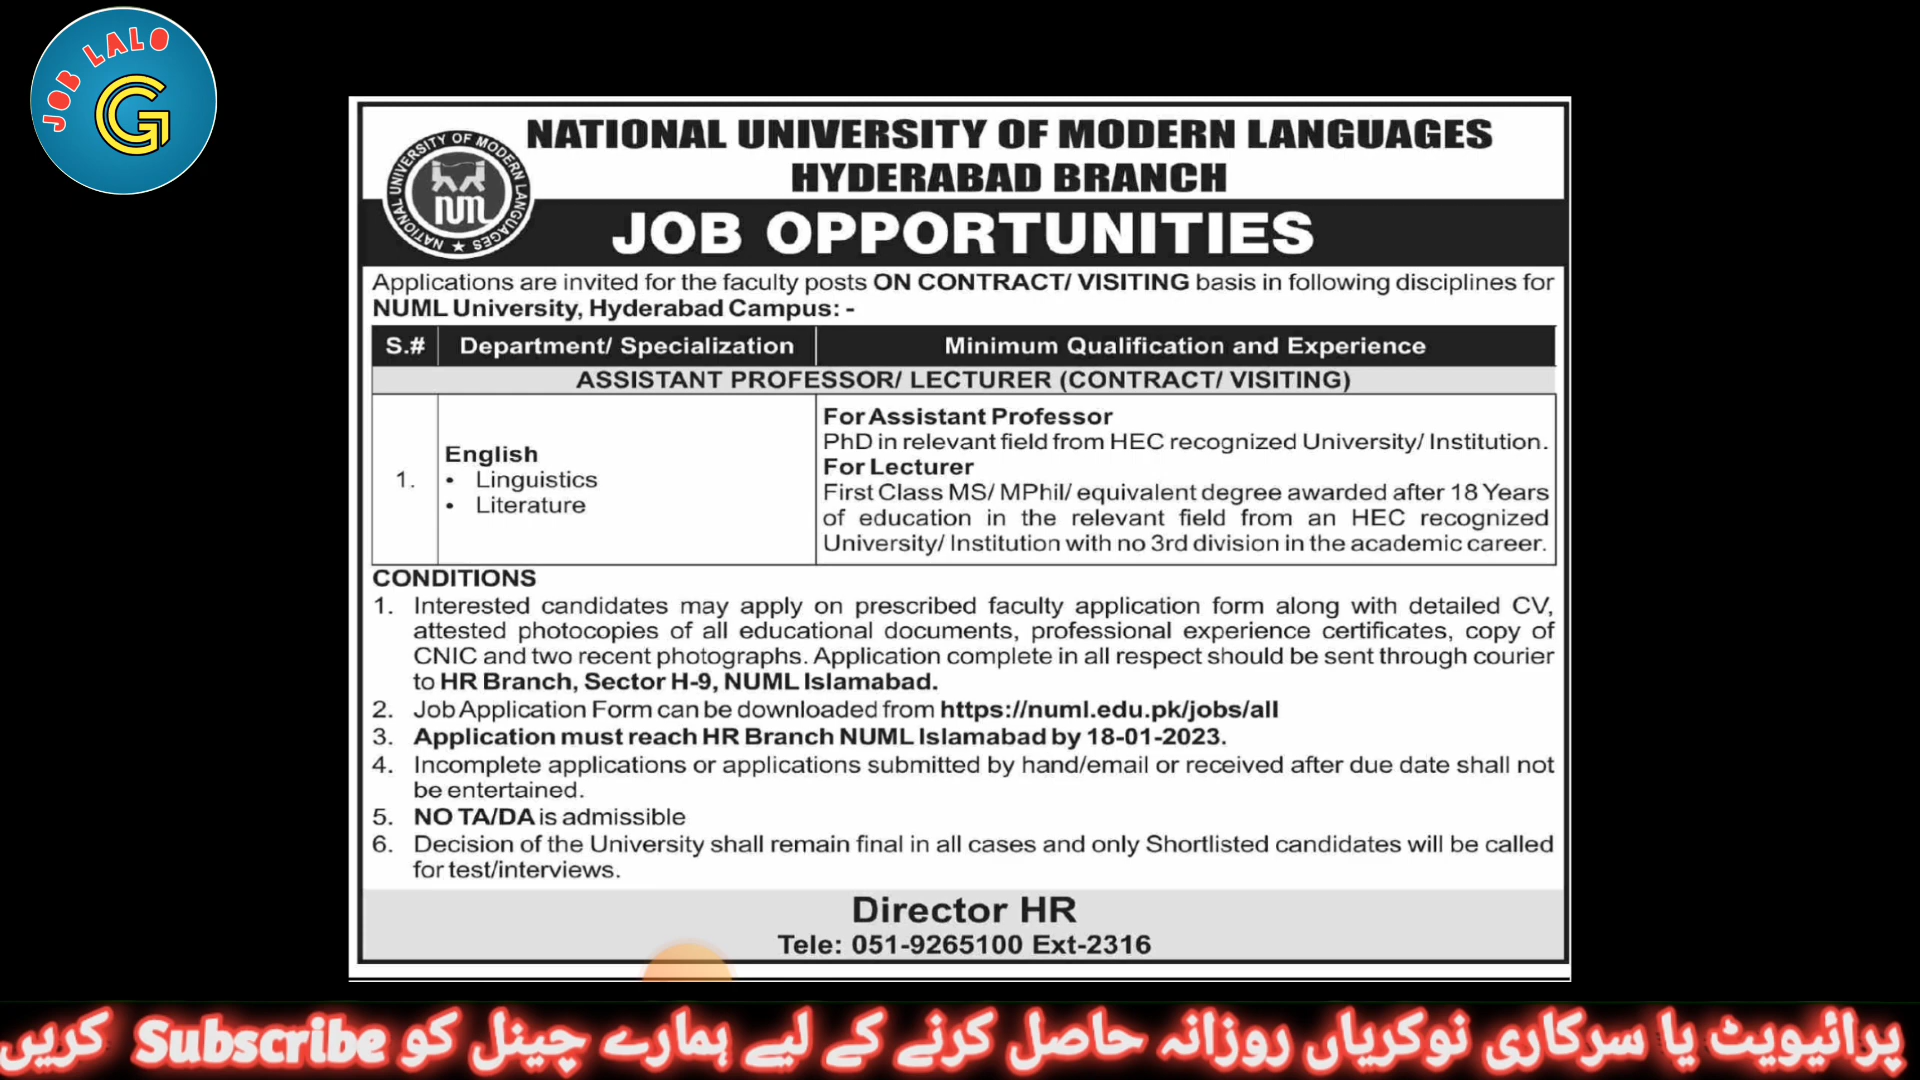 JOB LALO
G
NATIONAL UNIVERSITY OF MODERN LANGUAGES
HYDERABAD BRANCH
NATIONAL UNIVERSITY OF MODERN LANGUAGES
NUML
JOB OPPORTUNITIES
Applications are invited for the faculty posts ON CONTRACT/ VISITING basis in following disciplines for
NUML University, Hyderabad Campus: -
S.# Department/ Specialization Minimum Qualification and Experience
ASSISTANT PROFESSOR/ LECTURER (CONTRACT/ VISITING)
1.
English
• Linguistics
• Literature
For Assistant Professor
PhD in relevant field from HEC recognized University/ Institution.
For Lecturer
First Class MS/ MPhil/ equivalent degree awarded after 18 Years
of education in the relevant field from an HEC recognized
University/ Institution with no 3rd division in the academic career.
CONDITIONS
1. Interested candidates may apply on prescribed faculty application form along with detailed CV,
attested photocopies of all educational documents, professional experience certificates, copy of
CNIC and two recent photographs. Application complete in all respect should be sent through courier
to HR Branch, Sector H-9, NUML Islamabad.
2. Job Application Form can be downloaded from https://numl.edu.pk/jobs/all
3. Application must reach HR Branch NUML Islamabad by 18-01-2023.
4. Incomplete applications or applications submitted by hand/email or received after due date shall not
be entertained.
5. NO TA/DA is admissible
6. Decision of the University shall remain final in all cases and only Shortlisted candidates will be called
for test/interviews.
Director HR
Tele: 051-9265100 Ext-2316
پرائیویٹ یا سرکاری نوکریاں روزانہ حاصل کرنے کے لیے ہمارے چینل کو Subscribe کریں